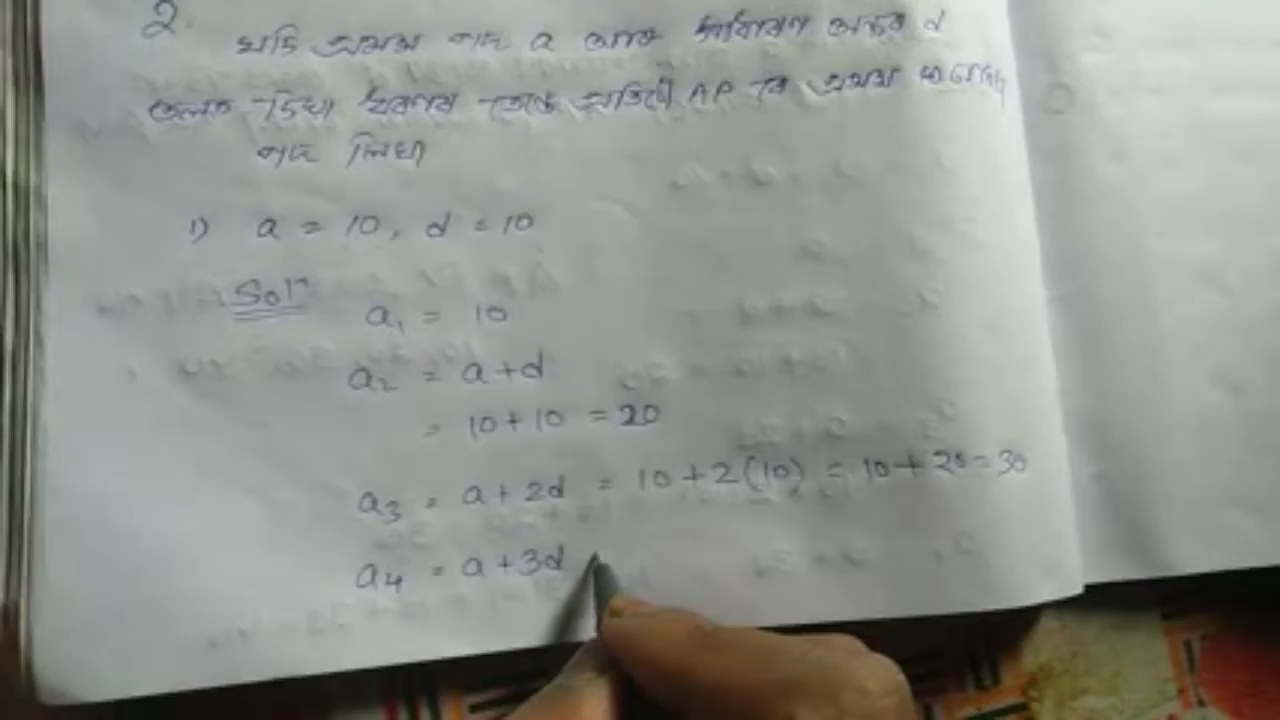 2. যদি প্ৰথম পদ a আৰু সাধাৰণ অন্তৰ d
তলত দিয়া ধৰণৰ তেন্তে প্ৰতিটো AP ৰ প্ৰথম
পদ লিখা
1) a = 10, d = 10
Solⁿ
a₁ = 10
a₂ = a+d
= 10+10 = 20
a₃ = a+2d = 10+2(10) = 10+20=30
a₄ = a+3d